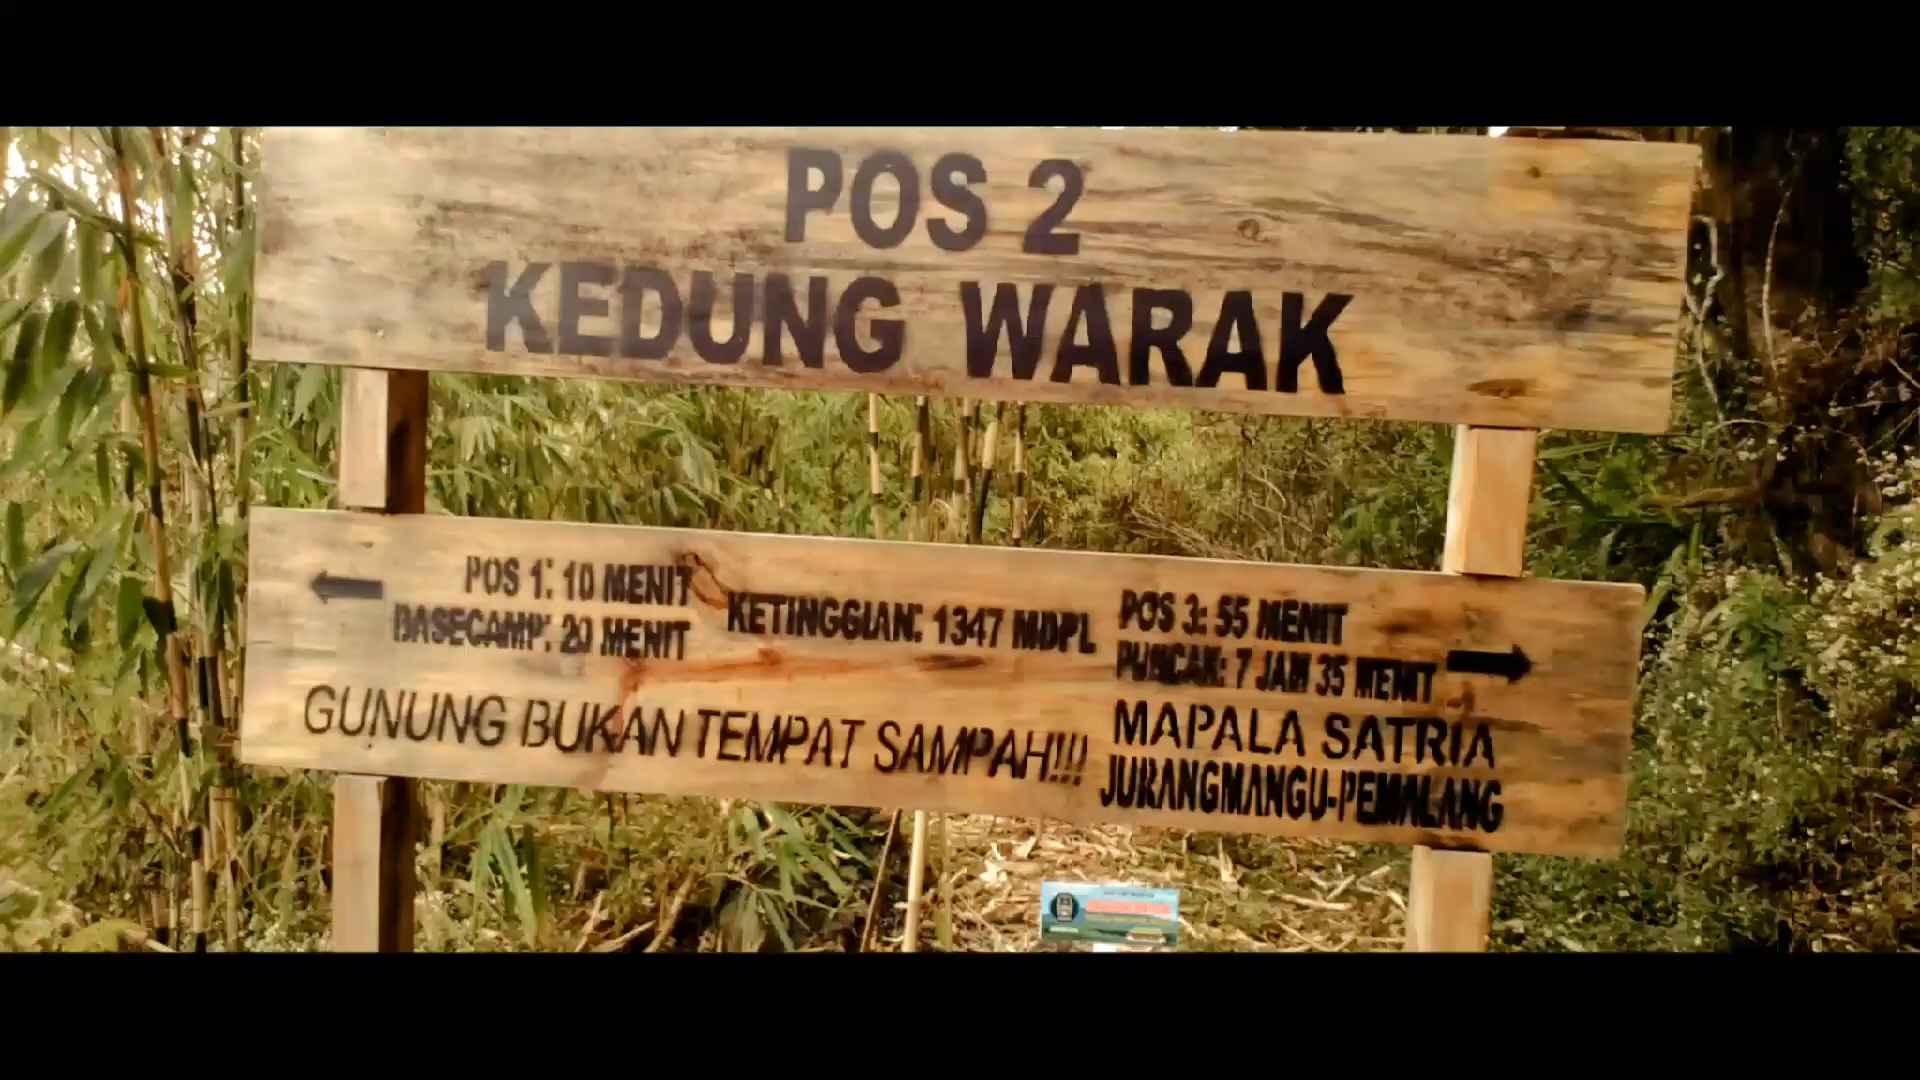 POS 2
KEDUNG WARAK
POS 1: 10 MENIT
BASECAMP: 20 MENIT
KETINGGIAN: 1347 MDPL
POS 3: 55 MENIT
PUNCAK: 7 JAM 35 MENIT
GUNUNG BUKAN TEMPAT SAMPAH!!!
MAPALA SATRIA
JURANGMANGU-PEMALANG